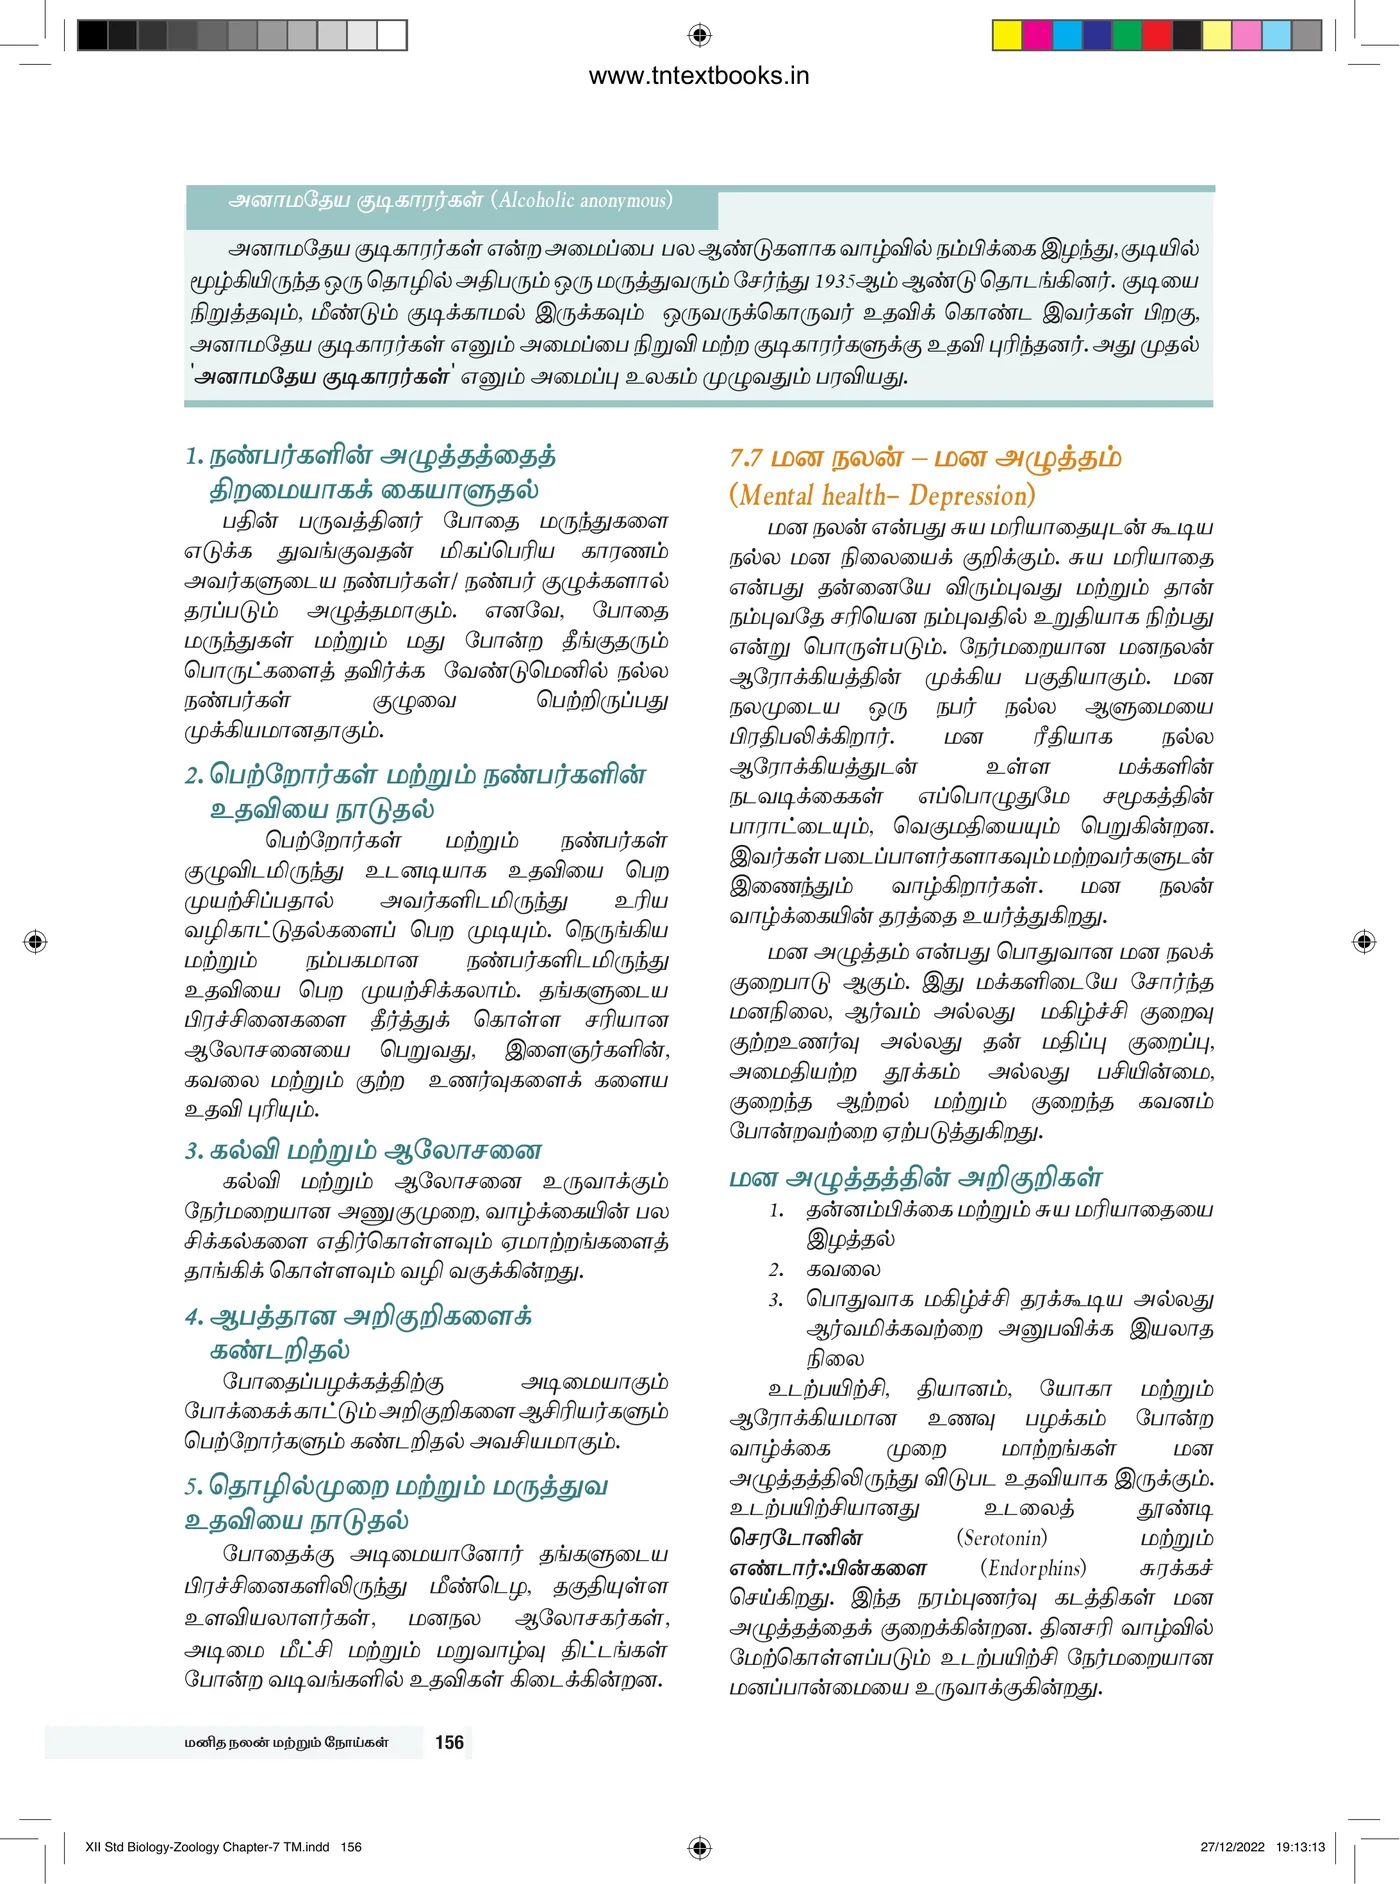 www.tntextbooks.in
அனாமதேய குடிகாரர்கள் (Alcoholic anonymous)
அனாமதேய குடிகாரர்கள் என்ற அமைப்பை பல ஆண்டுகளாக வாழ்வில் நம்பிக்கை இழந்து, குடியில்
மூழ்கியிருந்த ஒரு தொழில் அதிபரும் ஒரு மருத்துவரும் சேர்ந்து 1935ஆம் ஆண்டு தொடங்கினர். குடியை
நிறுத்தவும், மீண்டும் குடிக்காமல் இருக்கவும் ஒருவருக்கொருவர் உதவிக் கொண்ட இவர்கள் பிறகு,
அனாமதேய குடிகாரர்கள் எனும் அமைப்பை நிறுவி மற்ற குடிகாரர்களுக்கு உதவி புரிந்தனர். அது முதல்
'அனாமதேய குடிகாரர்கள்' எனும் அமைப்பு உலகம் முழுவதும் பரவியது.
1. நண்பர்களின் அழுத்தத்தைத்
திறமையாகக் கையாளுதல்
பதின் பருவத்தினர் போதை மருந்துகளை
எடுக்க துவங்குவதன் மிகப்பெரிய காரணம்
அவர்களுடைய நண்பர்கள்/ நண்பர் குழுக்களால்
தரப்படும் அழுத்தமாகும். எனவே, போதை
மருந்துகள் மற்றும் மது போன்ற தீங்குதரும்
பொருட்களைத் தவிர்க்க வேண்டுமெனில் நல்ல
நண்பர்கள் குழுவை பெற்றிருப்பது
முக்கியமானதாகும்.
2. பெற்றோர்கள் மற்றும் நண்பர்களின்
உதவியை நாடுதல்
பெற்றோர்கள் மற்றும் நண்பர்கள்
குழுவிடமிருந்து உடனடியாக உதவியை பெற
முயற்சிப்பதால் அவர்களிடமிருந்து உரிய
வழிகாட்டுதல்களைப் பெற முடியும். நெருங்கிய
மற்றும் நம்பகமான நண்பர்களிடமிருந்து
உதவியை பெற முயற்சிக்கலாம். தங்களுடைய
பிரச்சினைகளை தீர்த்துக் கொள்ள சரியான
ஆலோசனையை பெறுவது, இளைஞர்களின்,
கவலை மற்றும் குற்ற உணர்வுகளைக் களைய
உதவி புரியும்.
3. கல்வி மற்றும் ஆலோசனை
கல்வி மற்றும் ஆலோசனை உருவாக்கும்
நேர்மறையான அணுகுமுறை, வாழ்க்கையின் பல
சிக்கல்களை எதிர்கொள்ளவும் ஏமாற்றங்களைத்
தாங்கிக் கொள்ளவும் வழி வகுக்கின்றது.
4. ஆபத்தான அறிகுறிகளைக்
கண்டறிதல்
போதைப்பழக்கத்திற்கு அடிமையாகும்
போக்கைக்காட்டும் அறிகுறிகளை ஆசிரியர்களும்
பெற்றோர்களும் கண்டறிதல் அவசியமாகும்.
5. தொழில்முறை மற்றும் மருத்துவ
உதவியை நாடுதல்
போதைக்கு அடிமையானோர் தங்களுடைய
பிரச்சினைகளிலிருந்து மீண்டெழ, தகுதியுள்ள
உளவியலாளர்கள், மனநல ஆலோசகர்கள்,
அடிமை மீட்சி மற்றும் மறுவாழ்வு திட்டங்கள்
போன்ற வடிவங்களில் உதவிகள் கிடைக்கின்றன.
7.7 மன நலன் – மன அழுத்தம்
(Mental health– Depression)
மன நலன் என்பது சுய மரியாதையுடன் கூடிய
நல்ல மன நிலையைக் குறிக்கும். சுய மரியாதை
என்பது தன்னையே விரும்புவது மற்றும் தான்
நம்புவதே சரியென நம்புவதில் உறுதியாக நிற்பது
என்று பொருள்படும். நேர்மறையான மனநலன்
ஆரோக்கியத்தின் முக்கிய பகுதியாகும். மன
நலமுடைய ஒரு நபர் நல்ல ஆளுமையை
பிரதிபலிக்கிறார். மன ரீதியாக நல்ல
ஆரோக்கியத்துடன் உள்ள மக்களின்
நடவடிக்கைகள் எப்பொழுதுமே சமூகத்தின்
பாராட்டையும், வெகுமதியையும் பெறுகின்றன.
இவர்கள் படைப்பாளர்களாகவும் மற்றவர்களுடன்
இணைந்தும் வாழ்கிறார்கள். மன நலன்
வாழ்க்கையின் தரத்தை உயர்த்துகிறது.
மன அழுத்தம் என்பது பொதுவான மன நலக்
குறைபாடு ஆகும். இது மக்களிடையே சோர்ந்த
மனநிலை, ஆர்வம் அல்லது மகிழ்ச்சி குறைவு
குற்றஉணர்வு அல்லது தன் மதிப்பு குறைப்பு,
அமைதியற்ற தூக்கம் அல்லது பசியின்மை,
குறைந்த ஆற்றல் மற்றும் குறைந்த கவனம்
போன்றவற்றை ஏற்படுத்துகிறது.
மன அழுத்தத்தின் அறிகுறிகள்
1. தன்னம்பிக்கை மற்றும் சுய மரியாதையை
இழத்தல்
2. கவலை
3. பொதுவாக மகிழ்ச்சி தரக்கூடிய அல்லது
ஆர்வமிக்கவற்றை அனுபவிக்க இயலாத
நிலை
உடற்பயிற்சி, தியானம், யோகா மற்றும்
ஆரோக்கியமான உணவு பழக்கம் போன்ற
வாழ்க்கை முறை மாற்றங்கள் மன
அழுத்தத்திலிருந்து விடுபட உதவியாக இருக்கும்.
உடற்பயிற்சியானது உடலைத் தூண்டி
செரடோனின் (Serotonin) மற்றும்
எண்டார்ஃபின்களை (Endorphins) சுரக்கச்
செய்கிறது. இந்த நரம்புணர்வு கடத்திகள் மன
அழுத்தத்தைக் குறைக்கின்றன. தினசரி வாழ்வில்
மேற்கொள்ளப்படும் உடற்பயிற்சி நேர்மறையான
மனப்பான்மையை உருவாக்குகின்றது.
மனித நலன் மற்றும் நோய்கள் 156
XII Std Biology-Zoology Chapter-7 TM.indd 156
27/12/2022 19:13:13